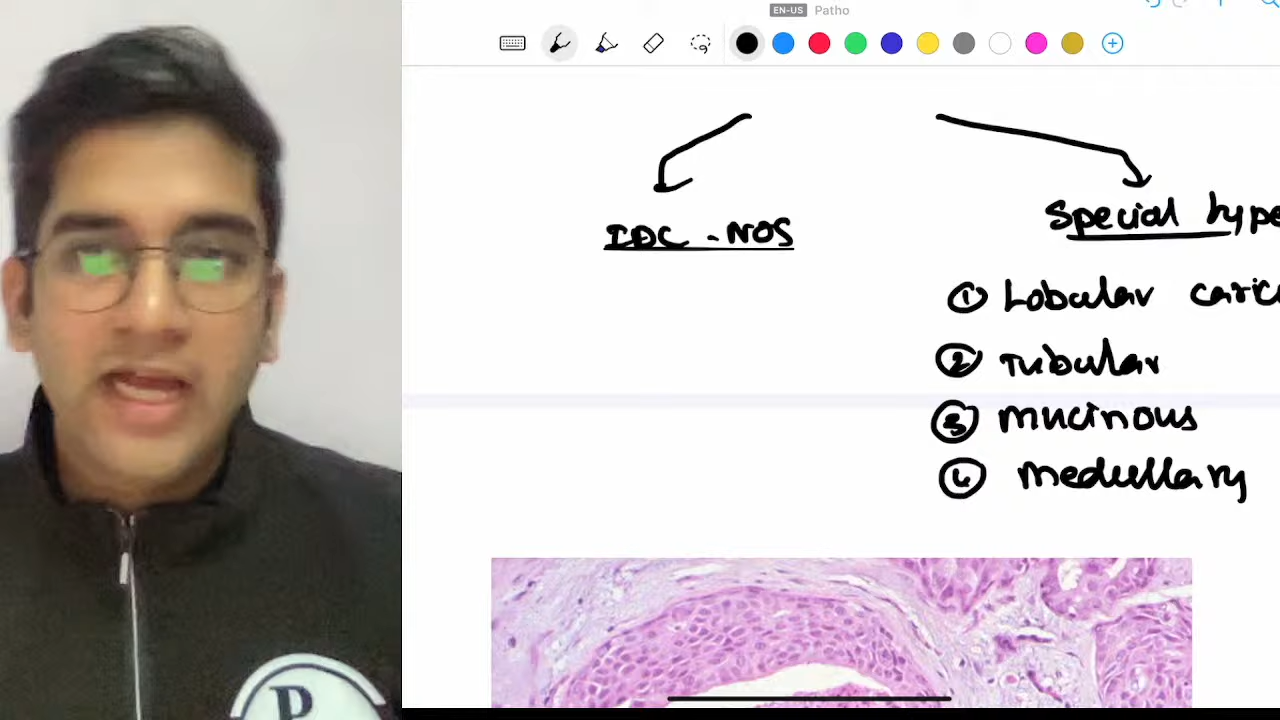 EN-US Patho
IDC - NOS
Special type
① Lobular
② Tubular
③ mucinous
④ medullary
P